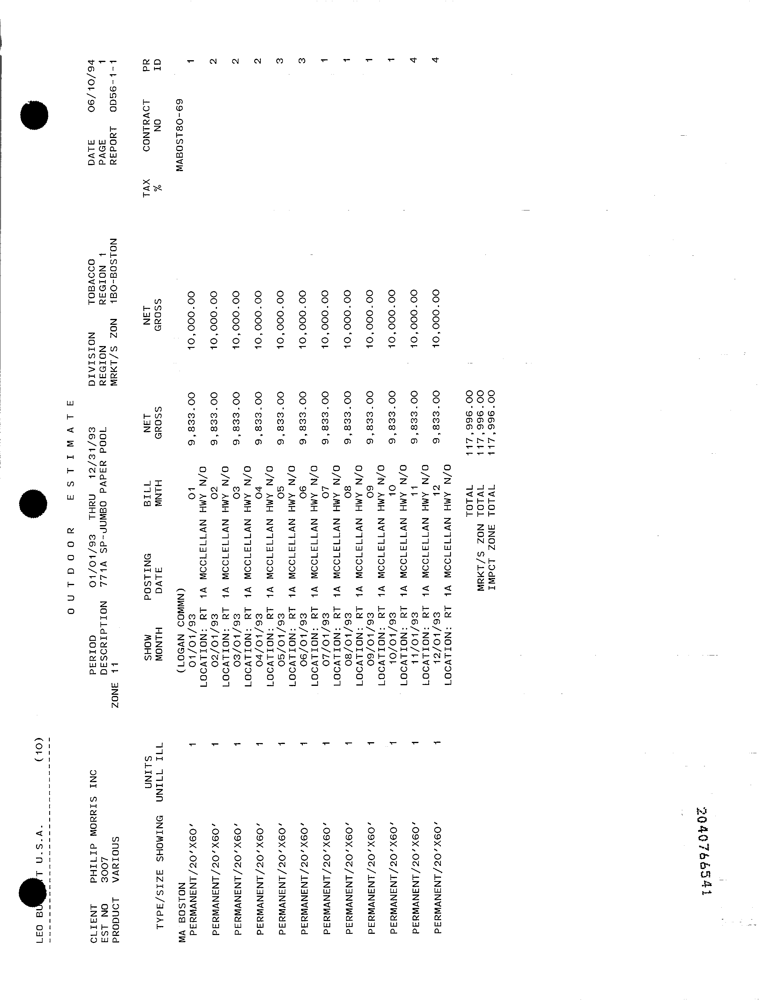 LEO BU T U.S.A. (10)
O U T D O O R E S T I M A T E
CLIENT PHILIP MORRIS INC PERIOD 01/01/93 THRU 12/31/93 DIVISION TOBACCO DATE 06/10/94
EST NO 3007 DESCRIPTION 771A SP-JUMBO PAPER POOL REGION REGION 1 PAGE 1
PRODUCT VARIOUS MRKT/S ZON 1BO-BOSTON REPORT OD56-1-1
ZONE 11
UNITS SHOW POSTING BILL NET NET TAX CONTRACT PR
TYPE/SIZE SHOWING UNILL ILL MONTH DATE MNTH GROSS GROSS % NO ID
MA BOSTON (LOGAN COMMN) MABOST80-69
PERMANENT/20'X60' 1 01/01/93 01 9,833.00 10,000.00 1
LOCATION: RT 1A MCCLELLAN HWY N/O
PERMANENT/20'X60' 1 02/01/93 02 9,833.00 10,000.00 2
LOCATION: RT 1A MCCLELLAN HWY N/O
PERMANENT/20'X60' 1 03/01/93 03 9,833.00 10,000.00 2
LOCATION: RT 1A MCCLELLAN HWY N/O
PERMANENT/20'X60' 1 04/01/93 04 9,833.00 10,000.00 2
LOCATION: RT 1A MCCLELLAN HWY N/O
PERMANENT/20'X60' 1 05/01/93 05 9,833.00 10,000.00 3
LOCATION: RT 1A MCCLELLAN HWY N/O
PERMANENT/20'X60' 1 06/01/93 06 9,833.00 10,000.00 3
LOCATION: RT 1A MCCLELLAN HWY N/O
PERMANENT/20'X60' 1 07/01/93 07 9,833.00 10,000.00 1
LOCATION: RT 1A MCCLELLAN HWY N/O
PERMANENT/20'X60' 1 08/01/93 08 9,833.00 10,000.00 1
LOCATION: RT 1A MCCLELLAN HWY N/O
PERMANENT/20'X60' 1 09/01/93 09 9,833.00 10,000.00 1
LOCATION: RT 1A MCCLELLAN HWY N/O
PERMANENT/20'X60' 1 10/01/93 10 9,833.00 10,000.00 1
LOCATION: RT 1A MCCLELLAN HWY N/O
PERMANENT/20'X60' 1 11/01/93 11 9,833.00 10,000.00 4
LOCATION: RT 1A MCCLELLAN HWY N/O
PERMANENT/20'X60' 1 12/01/93 12 9,833.00 10,000.00 4
LOCATION: RT 1A MCCLELLAN HWY N/O
TOTAL 117,996.00
MRKT/S ZON TOTAL 117,996.00
IMPCT ZONE TOTAL 117,996.00
2040766541